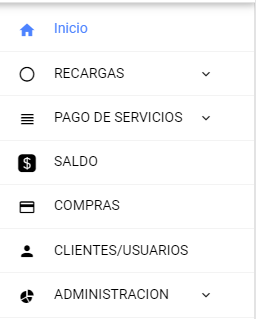 Inicio
RECARGAS
PAGO DE SERVICIOS
$ SALDO
COMPRAS
CLIENTES/USUARIOS
ADMINISTRACION